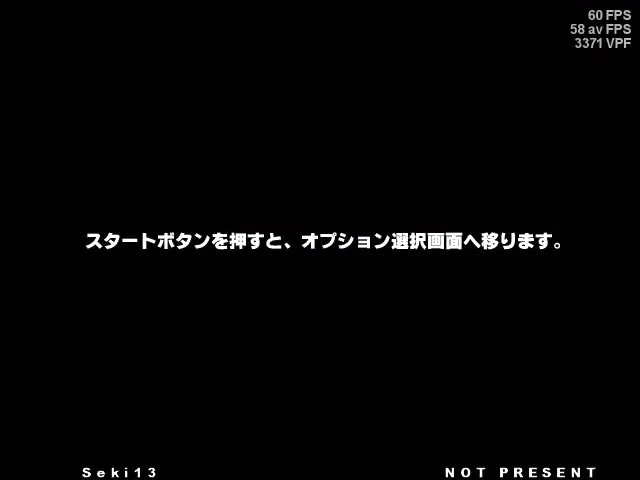 60 FPS
58 av FPS
3371 VPF
スタートボタンを押すと、オプション選択画面へ移ります。
Seki13
NOT PRESENT